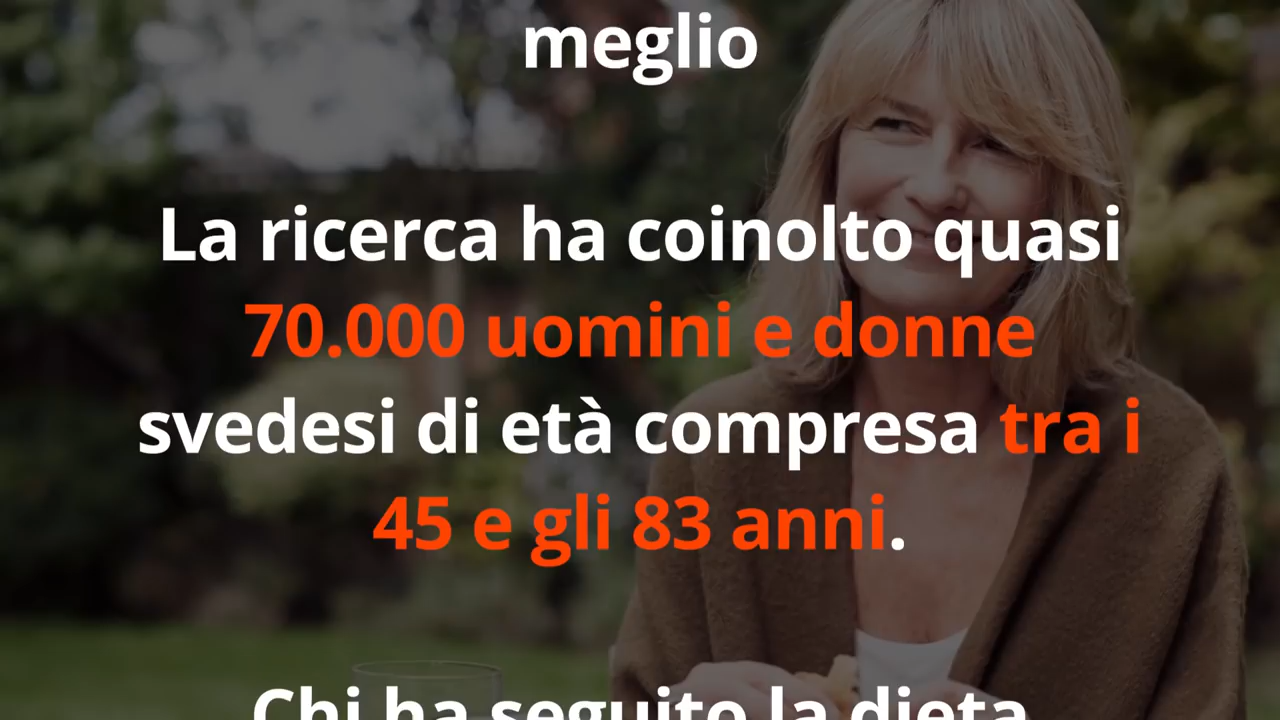 meglio
La ricerca ha coinolto quasi
70.000 uomini e donne
svedesi di età compresa tra i
45 e gli 83 anni.
Chi ha seguito la dieta